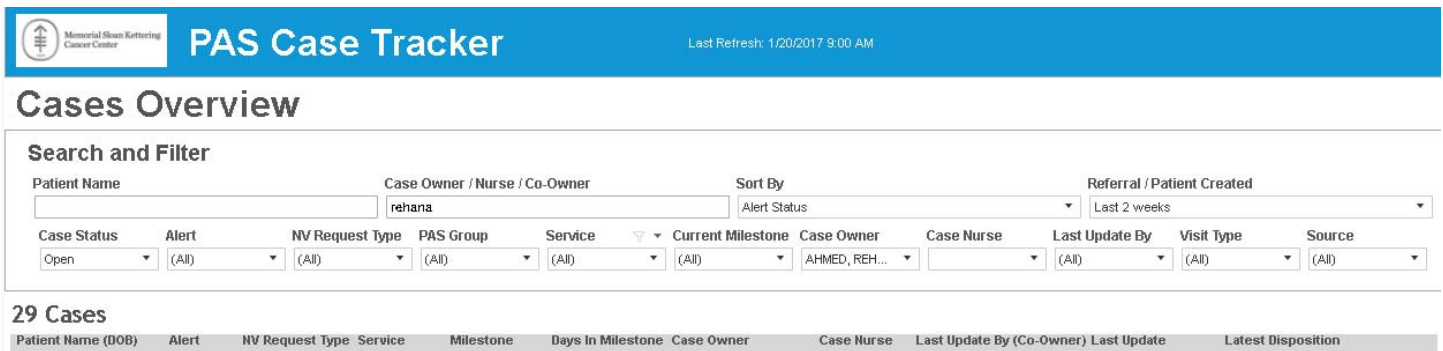 Memorial Sloan Kettering
Cancer Center
PAS Case Tracker
Last Refresh: 1/20/2017 9:00 AM
Cases Overview
Search and Filter
Patient Name Case Owner / Nurse / Co-Owner Sort By Referral / Patient Created
rehana Alert Status Last 2 weeks
Case Status Alert NV Request Type PAS Group Service Current Milestone Case Owner Case Nurse Last Update By Visit Type Source
Open (All) (All) (All) (All) (All) AHMED, REH... (All) (All) (All)
29 Cases
Patient Name (DOB) Alert NV Request Type Service Milestone Days In Milestone Case Owner Case Nurse Last Update By (Co-Owner) Last Update Latest Disposition